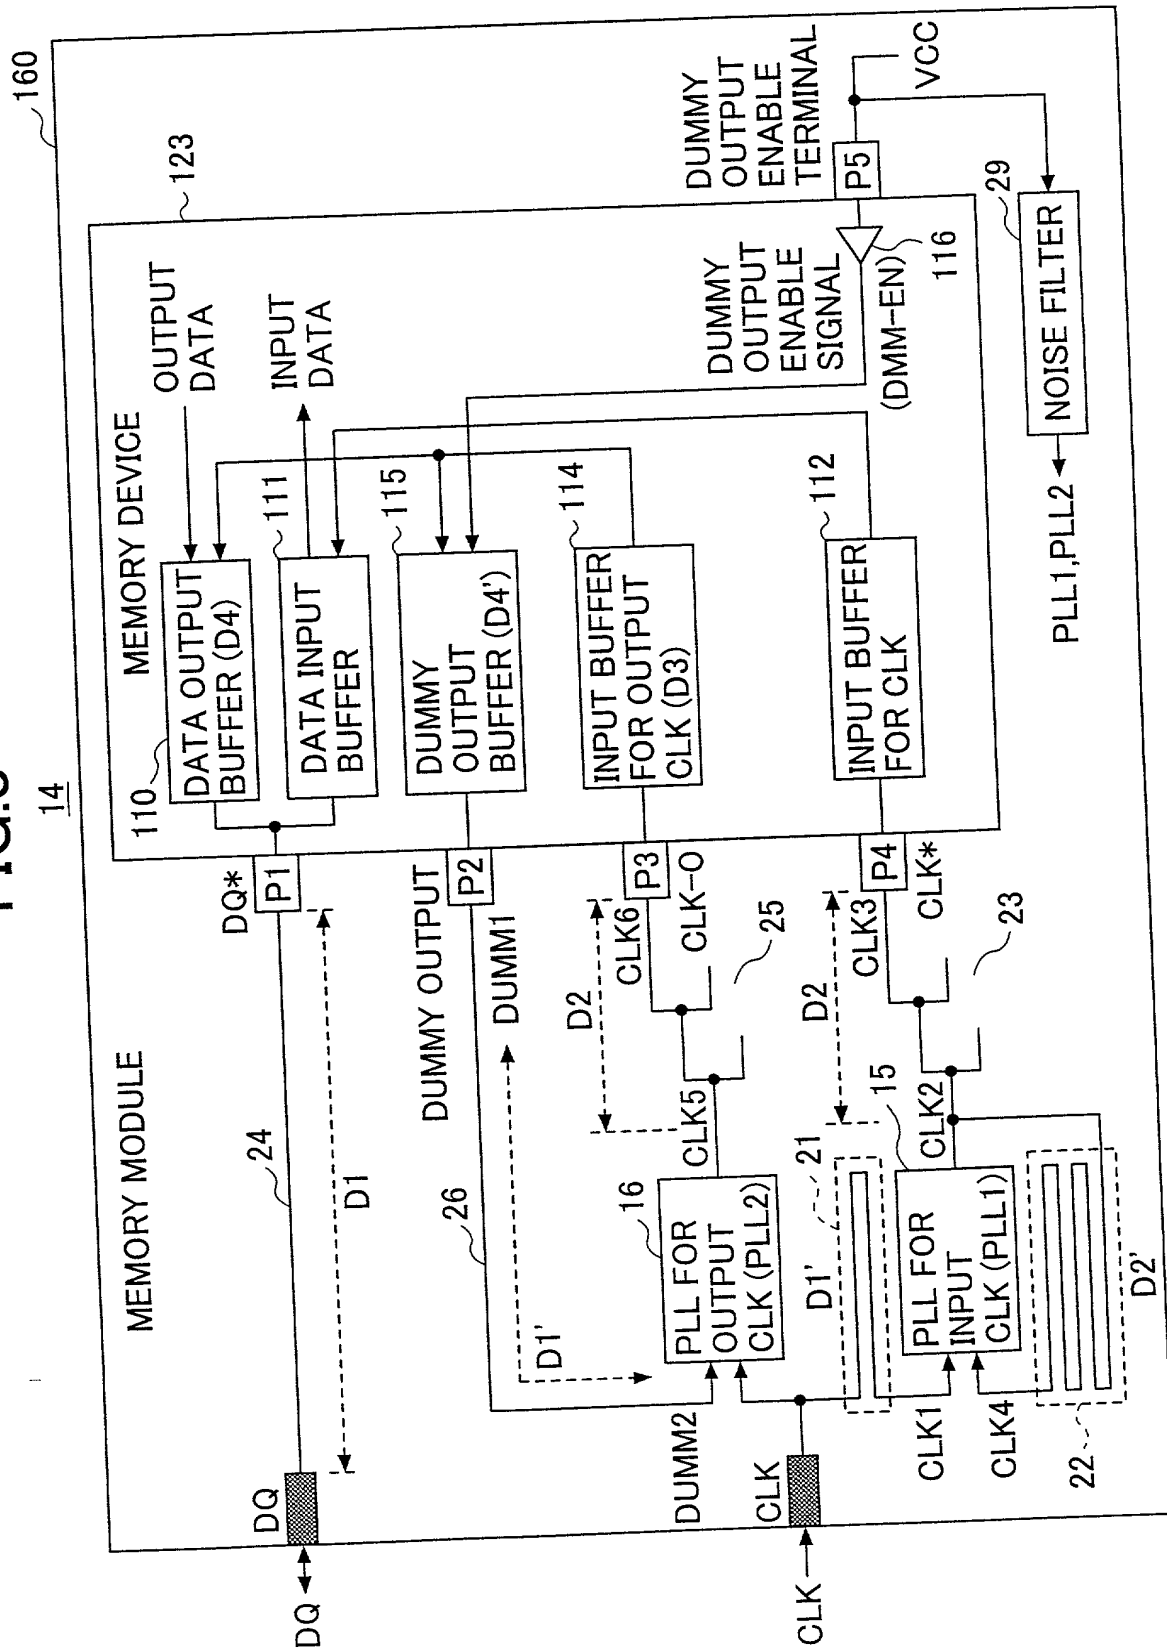 14
160
MEMORY MODULE
MEMORY DEVICE
123
OUTPUT
DATA
INPUT
DATA
110
DATA OUTPUT
BUFFER (D4)
111
DATA INPUT
BUFFER
115
DUMMY
OUTPUT
BUFFER (D4')
114
INPUT BUFFER
FOR OUTPUT
CLK (D3)
112
INPUT BUFFER
FOR CLK
DUMMY
OUTPUT
ENABLE
SIGNAL
(DMM-EN)
116
DUMMY
OUTPUT
ENABLE
TERMINAL
P5
VCC
29
NOISE FILTER
PLL1,PLL2
DQ
DQ
24
D1
DQ*
P1
DUMMY OUTPUT
P2
DUMM1
26
D1'
DUMM2
16
PLL FOR
OUTPUT
CLK (PLL2)
CLK5
D2
CLK6
P3
CLK-O
25
CLK
CLK
21
D1'
15
PLL FOR
INPUT
CLK (PLL1)
CLK1
CLK4
CLK2
D2
CLK3
P4
CLK*
23
22
D2'